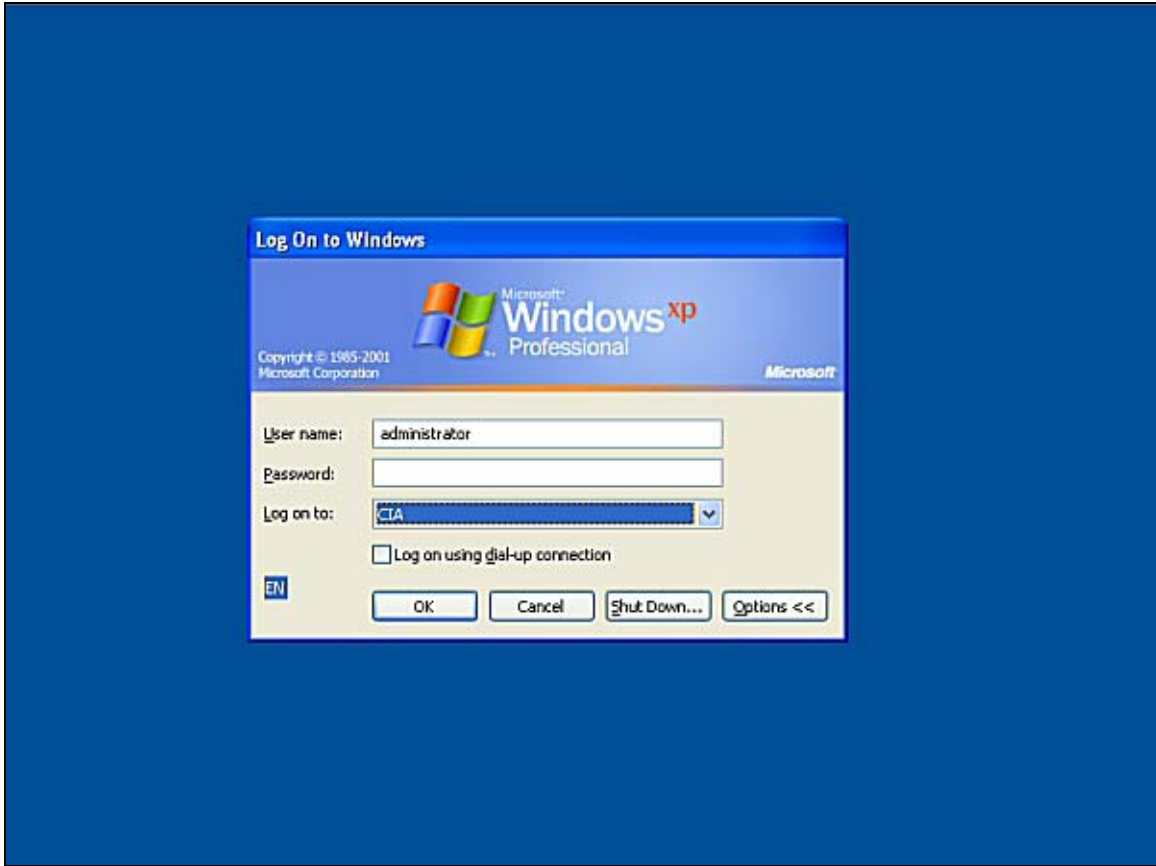 Log On to Windows
Microsoft®
Windows xp
Professional
Copyright © 1985-2001
Microsoft Corporation
Microsoft
User name: administrator
Password:
Log on to: CIA
Log on using dial-up connection
EN
OK Cancel Shut Down... Options <<